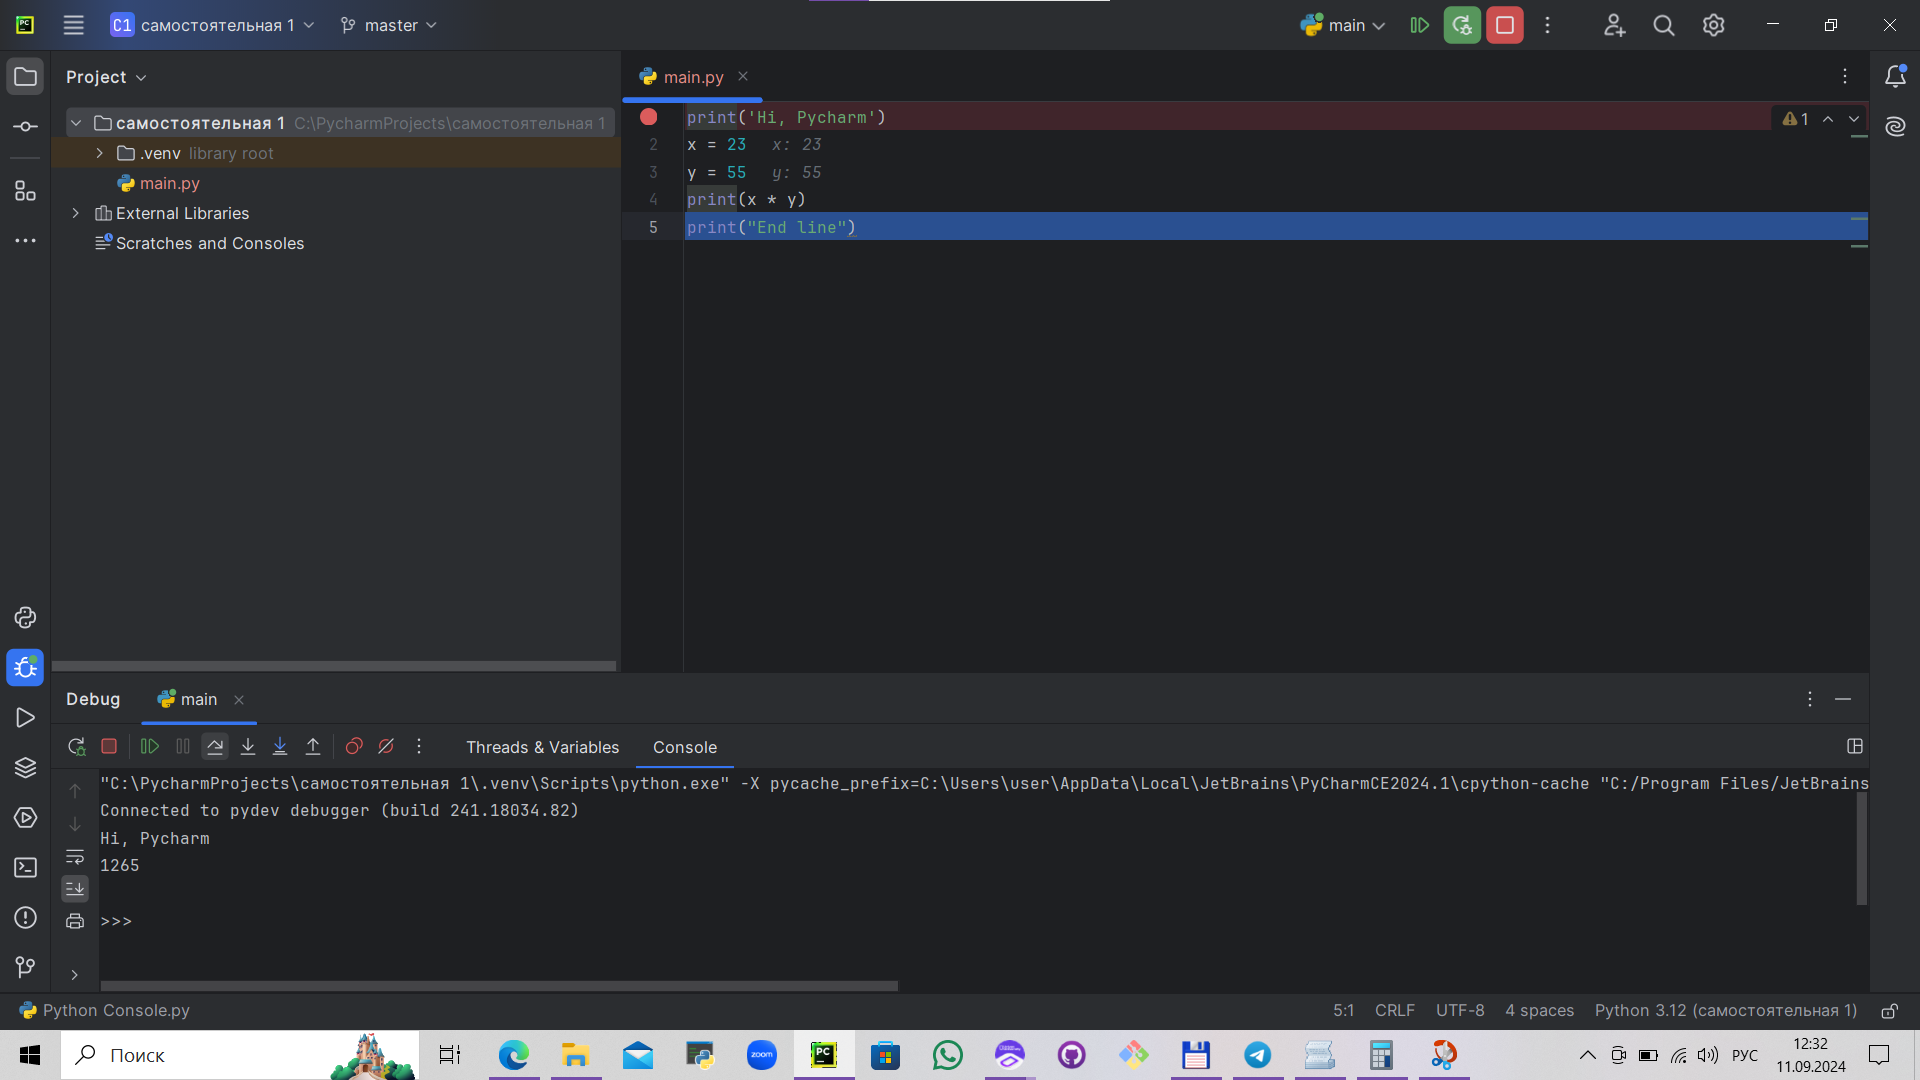 PC
C1 самостоятельная 1 master main
Project
main.py
самостоятельная 1 C:\PycharmProjects\самостоятельная 1
.venv library root
main.py
External Libraries
Scratches and Consoles
print('Hi, Pycharm') 1
2 x = 23 x: 23
3 y = 55 y: 55
4 print(x * y)
5 print("End line")
Debug main
Threads & Variables Console
"C:\PycharmProjects\самостоятельная 1\.venv\Scripts\python.exe" -X pycache_prefix=C:\Users\user\AppData\Local\JetBrains\PyCharmCE2024.1\cpython-cache "C:/Program Files/JetBrains
Connected to pydev debugger (build 241.18034.82)
Hi, Pycharm
1265
>>>
Python Console.py 5:1 CRLF UTF-8 4 spaces Python 3.12 (самостоятельная 1)
Поиск zoom PC РУС 12:32
11.09.2024